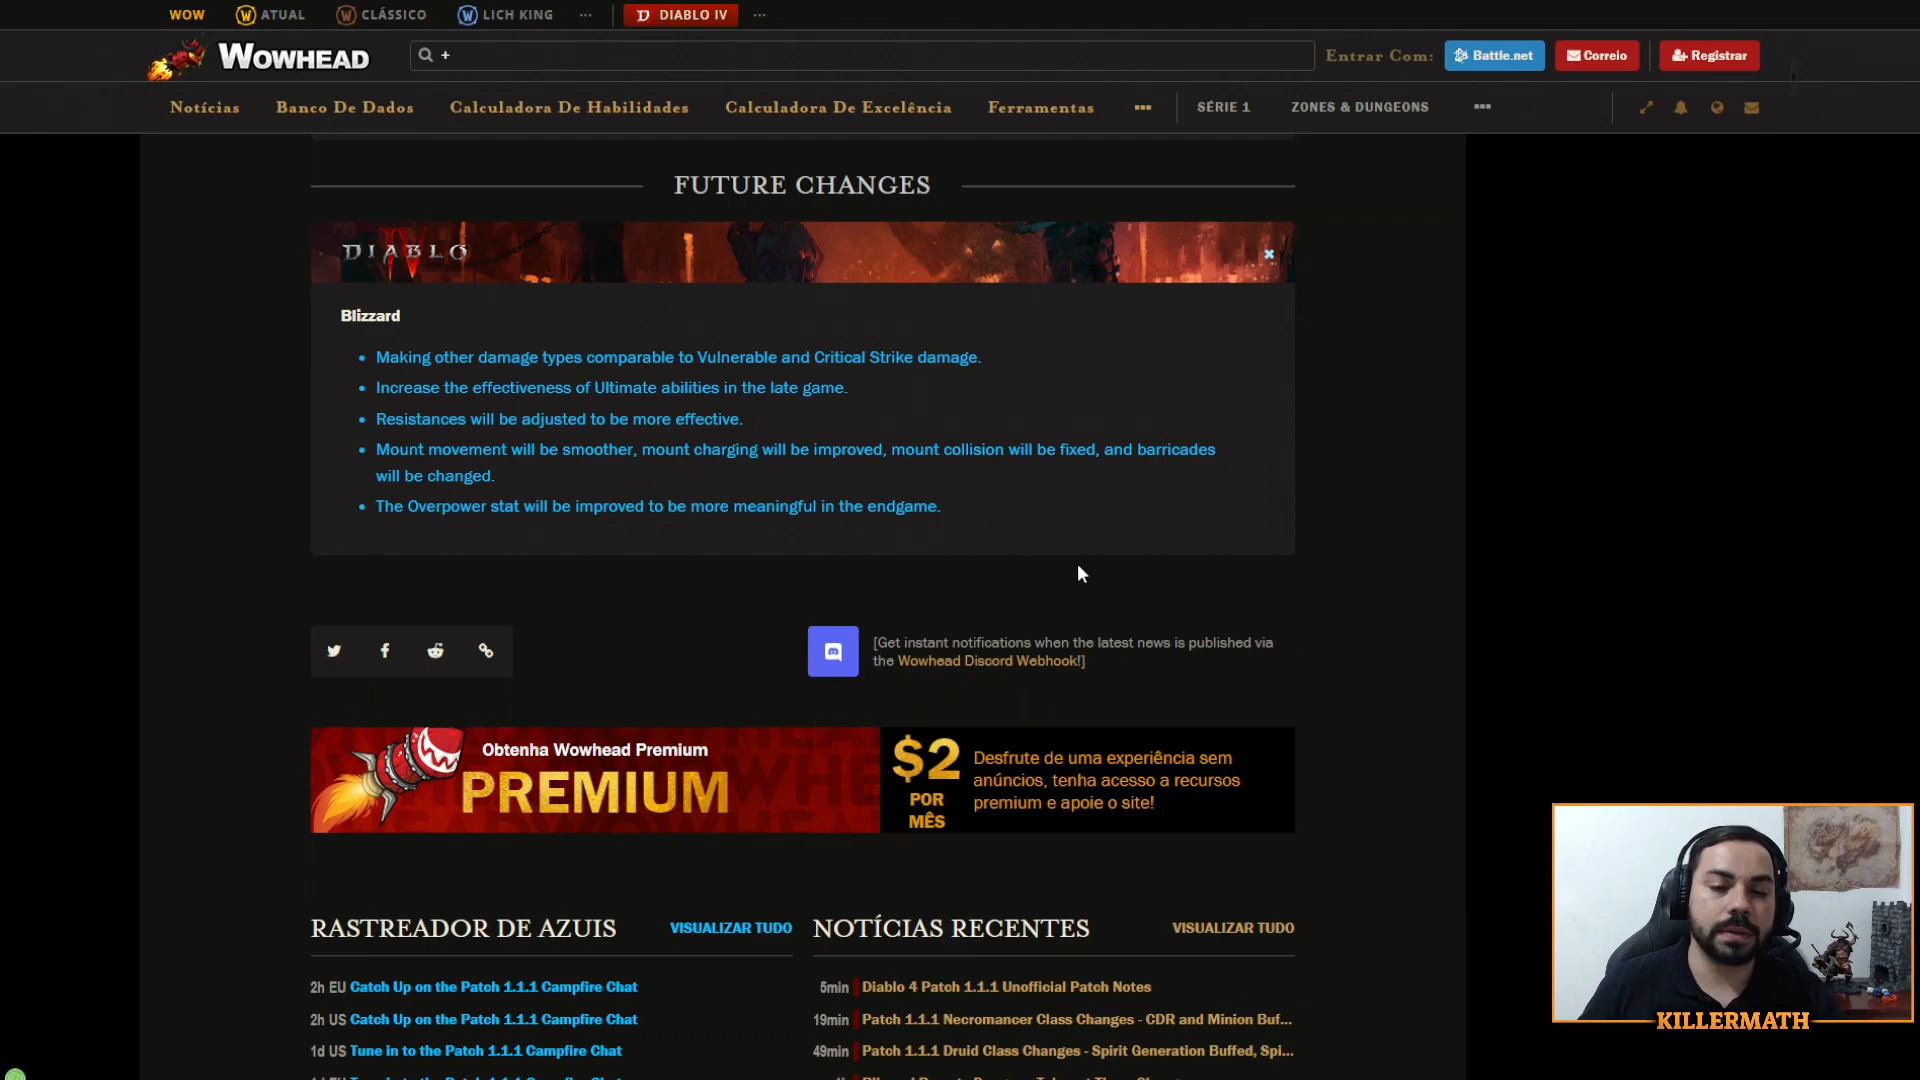 WOW
ATUAL
CLÁSSICO
LICH KING
DIABLO IV
WOWHEAD
+
Entrar Com:
Battle.net
Correio
Registrar
Notícias
Banco De Dados
Calculadora De Habilidades
Calculadora De Excelência
Ferramentas
SÉRIE 1
ZONES & DUNGEONS
FUTURE CHANGES
DIABLO IV
Blizzard
Making other damage types comparable to Vulnerable and Critical Strike damage.
Increase the effectiveness of Ultimate abilities in the late game.
Resistances will be adjusted to be more effective.
Mount movement will be smoother, mount charging will be improved, mount collision will be fixed, and barricades
will be changed.
The Overpower stat will be improved to be more meaningful in the endgame.
[Get instant notifications when the latest news is published via
the Wowhead Discord Webhook!]
Obtenha Wowhead Premium
PREMIUM
$2
POR
MÊS
Desfrute de uma experiência sem
anúncios, tenha acesso a recursos
premium e apoie o site!
RASTREADOR DE AZUIS
VISUALIZAR TUDO
2h EU Catch Up on the Patch 1.1.1 Campfire Chat
2h US Catch Up on the Patch 1.1.1 Campfire Chat
1d US Tune in to the Patch 1.1.1 Campfire Chat
NOTÍCIAS RECENTES
VISUALIZAR TUDO
5min Diablo 4 Patch 1.1.1 Unofficial Patch Notes
19min Patch 1.1.1 Necromancer Class Changes - CDR and Minion Buf...
49min Patch 1.1.1 Druid Class Changes - Spirit Generation Buffed, Spi...
KILLERMATH